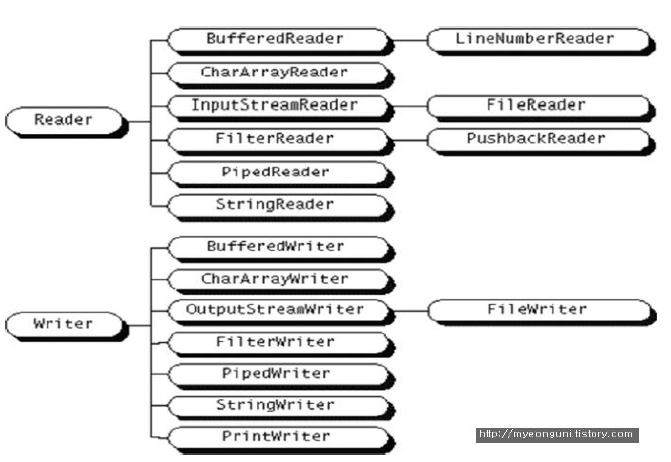 BufferedReader
LineNumberReader
CharArrayReader
InputStreamReader
FileReader
Reader
FilterReader
PushbackReader
PipedReader
StringReader
BufferedWriter
CharArrayWriter
OutputStreamWriter
FileWriter
Writer
FilterWriter
PipedWriter
StringWriter
PrintWriter
http://myeonguni.tistory.com